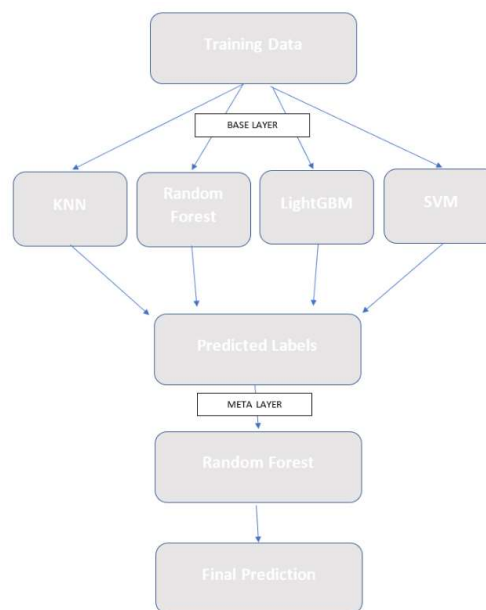 Training Data
BASE LAYER
KNN
Random
Forest
LightGBM
SVM
Predicted Labels
META LAYER
Random Forest
Final Prediction